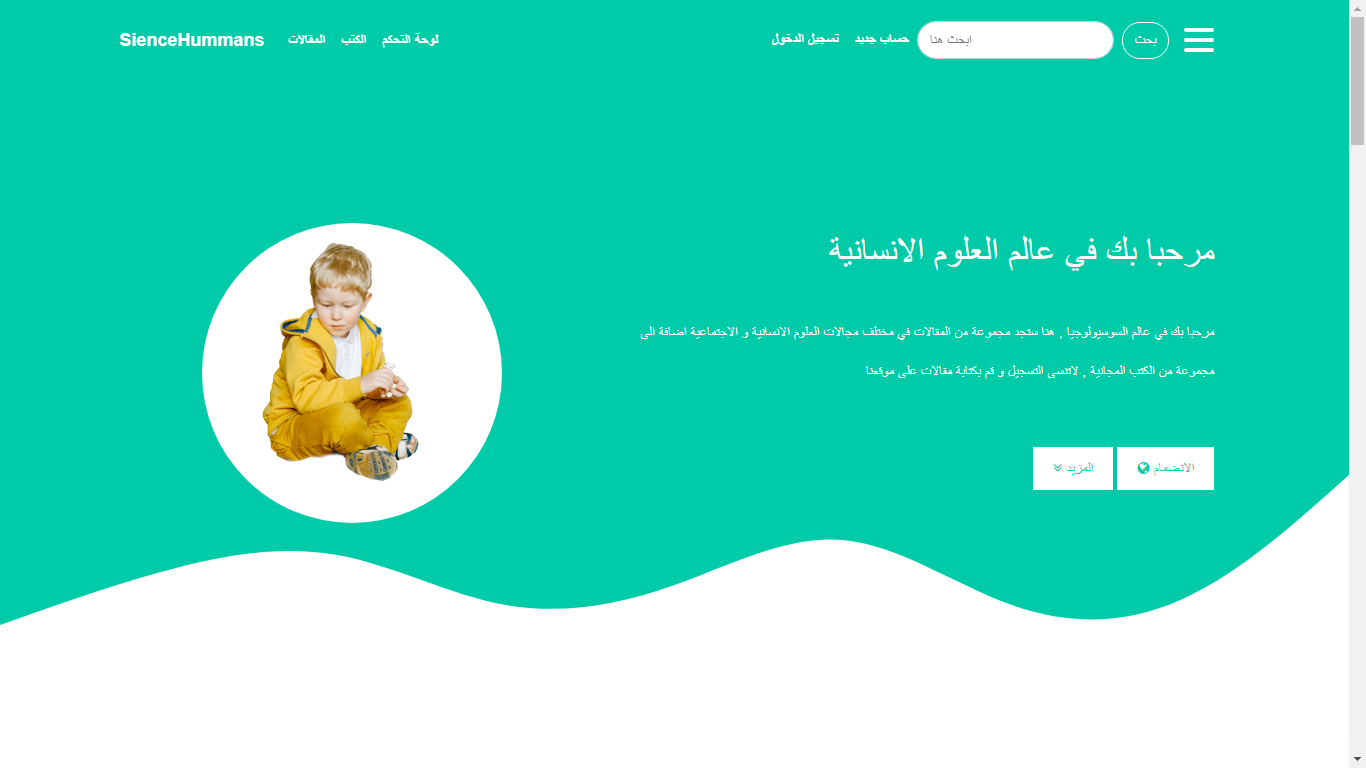 SienceHummans
المقالات
الكتب
لوحة التحكم
تسجيل الدخول
حساب جديد
ابحث هنا
بحث
مرحبا بك في عالم العلوم الانسانية
مرحبا بك في عالم السوسيولوجيا , هنا ستجد مجموعة من المقالات في مختلف مجالات العلوم الانسانية و الاجتماعية اضافة الى
مجموعة من الكتب المجانية , لاتنسى التسجيل و قم بكتابة مقالات على موقعنا
الانضمام
المزيد